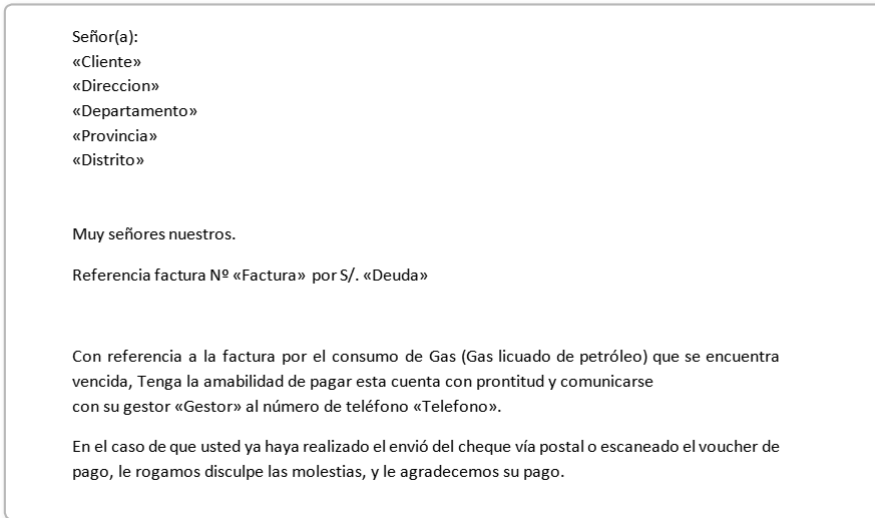 Señor(a):
«Cliente»
«Direccion»
«Departamento»
«Provincia»
«Distrito»
Muy señores nuestros.
Referencia factura Nº «Factura» por S/. «Deuda»
Con referencia a la factura por el consumo de Gas (Gas licuado de petróleo) que se encuentra
vencida, Tenga la amabilidad de pagar esta cuenta con prontitud y comunicarse
con su gestor «Gestor» al número de teléfono «Telefono».
En el caso de que usted ya haya realizado el envió del cheque vía postal o escaneado el voucher de
pago, le rogamos disculpe las molestias, y le agradecemos su pago.